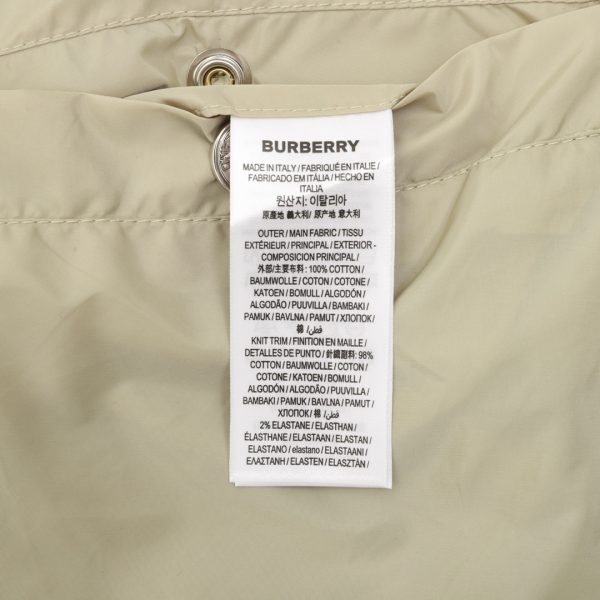 BURBERRY
MADE IN ITALY / FABRIQUÉ EN ITALIE /
FABRICADO EM ITÁLIA / HECHO EN
ITALIA
원산지: 이탈리아
原產地 義大利 / 原产地 意大利
OUTER / MAIN FABRIC / TISSU
EXTÉRIEUR / PRINCIPAL / EXTERIOR -
COMPOSICION PRINCIPAL /
外部/主要布料 : 100% COTTON /
BAUMWOLLE / COTON / COTONE /
KATOEN / BOMULL / ALGODÓN /
ALGODÃO / PUUVILLA / BAMBAKI /
PAMUK / BAVLNA / PAMUT / ХЛОПОК /
棉 / قطن /
KNIT TRIM / FINITION EN MAILLE /
DETALLES DE PUNTO / 針織副料: 98%
COTTON / BAUMWOLLE / COTON /
COTONE / KATOEN / BOMULL /
ALGODÓN / ALGODÃO / PUUVILLA /
BAMBAKI / PAMUK / BAVLNA / PAMUT /
ХЛОПОК / 棉 / قطن /
2% ELASTANE / ELASTHAN /
ÉLASTHANE / ELASTAAN / ELASTAN /
ELASTANO / elastano / ELASTAANI /
ΕΛΑΣΤΑΝΗ / ELASTEN / ELASZTÁN /